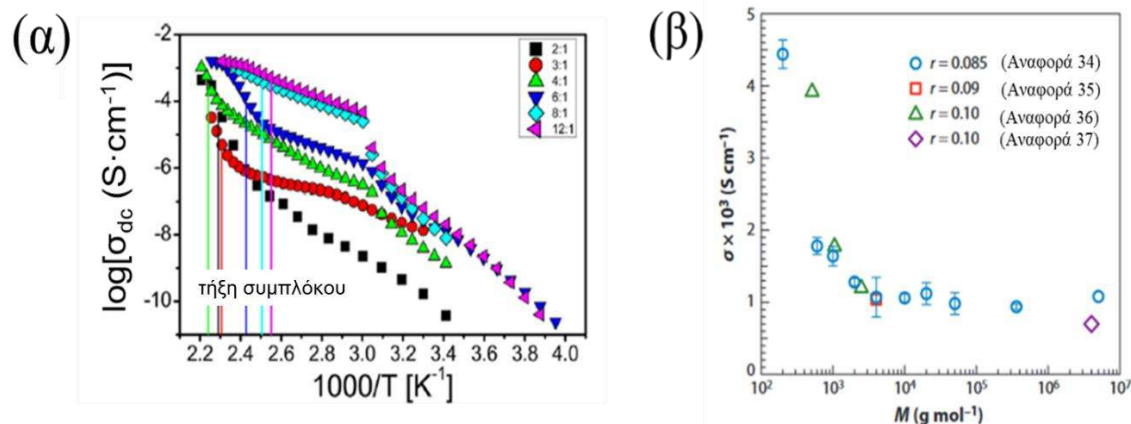 (α)
log[σdc (S·cm⁻¹)]
-2
-4
-6
-8
-10
2:1
3:1
4:1
6:1
8:1
12:1
τήξη συμπλόκου
2.2 2.4 2.6 2.8 3.0 3.2 3.4 3.6 3.8 4.0
1000/T [K⁻¹]
(β)
σ × 10³ (S cm⁻¹)
5
4
3
2
1
0
r = 0.085 (Αναφορά 34)
r = 0.09 (Αναφορά 35)
r = 0.10 (Αναφορά 36)
r = 0.10 (Αναφορά 37)
10² 10³ 10⁴ 10⁵ 10⁶ 10⁷
M (g mol⁻¹)